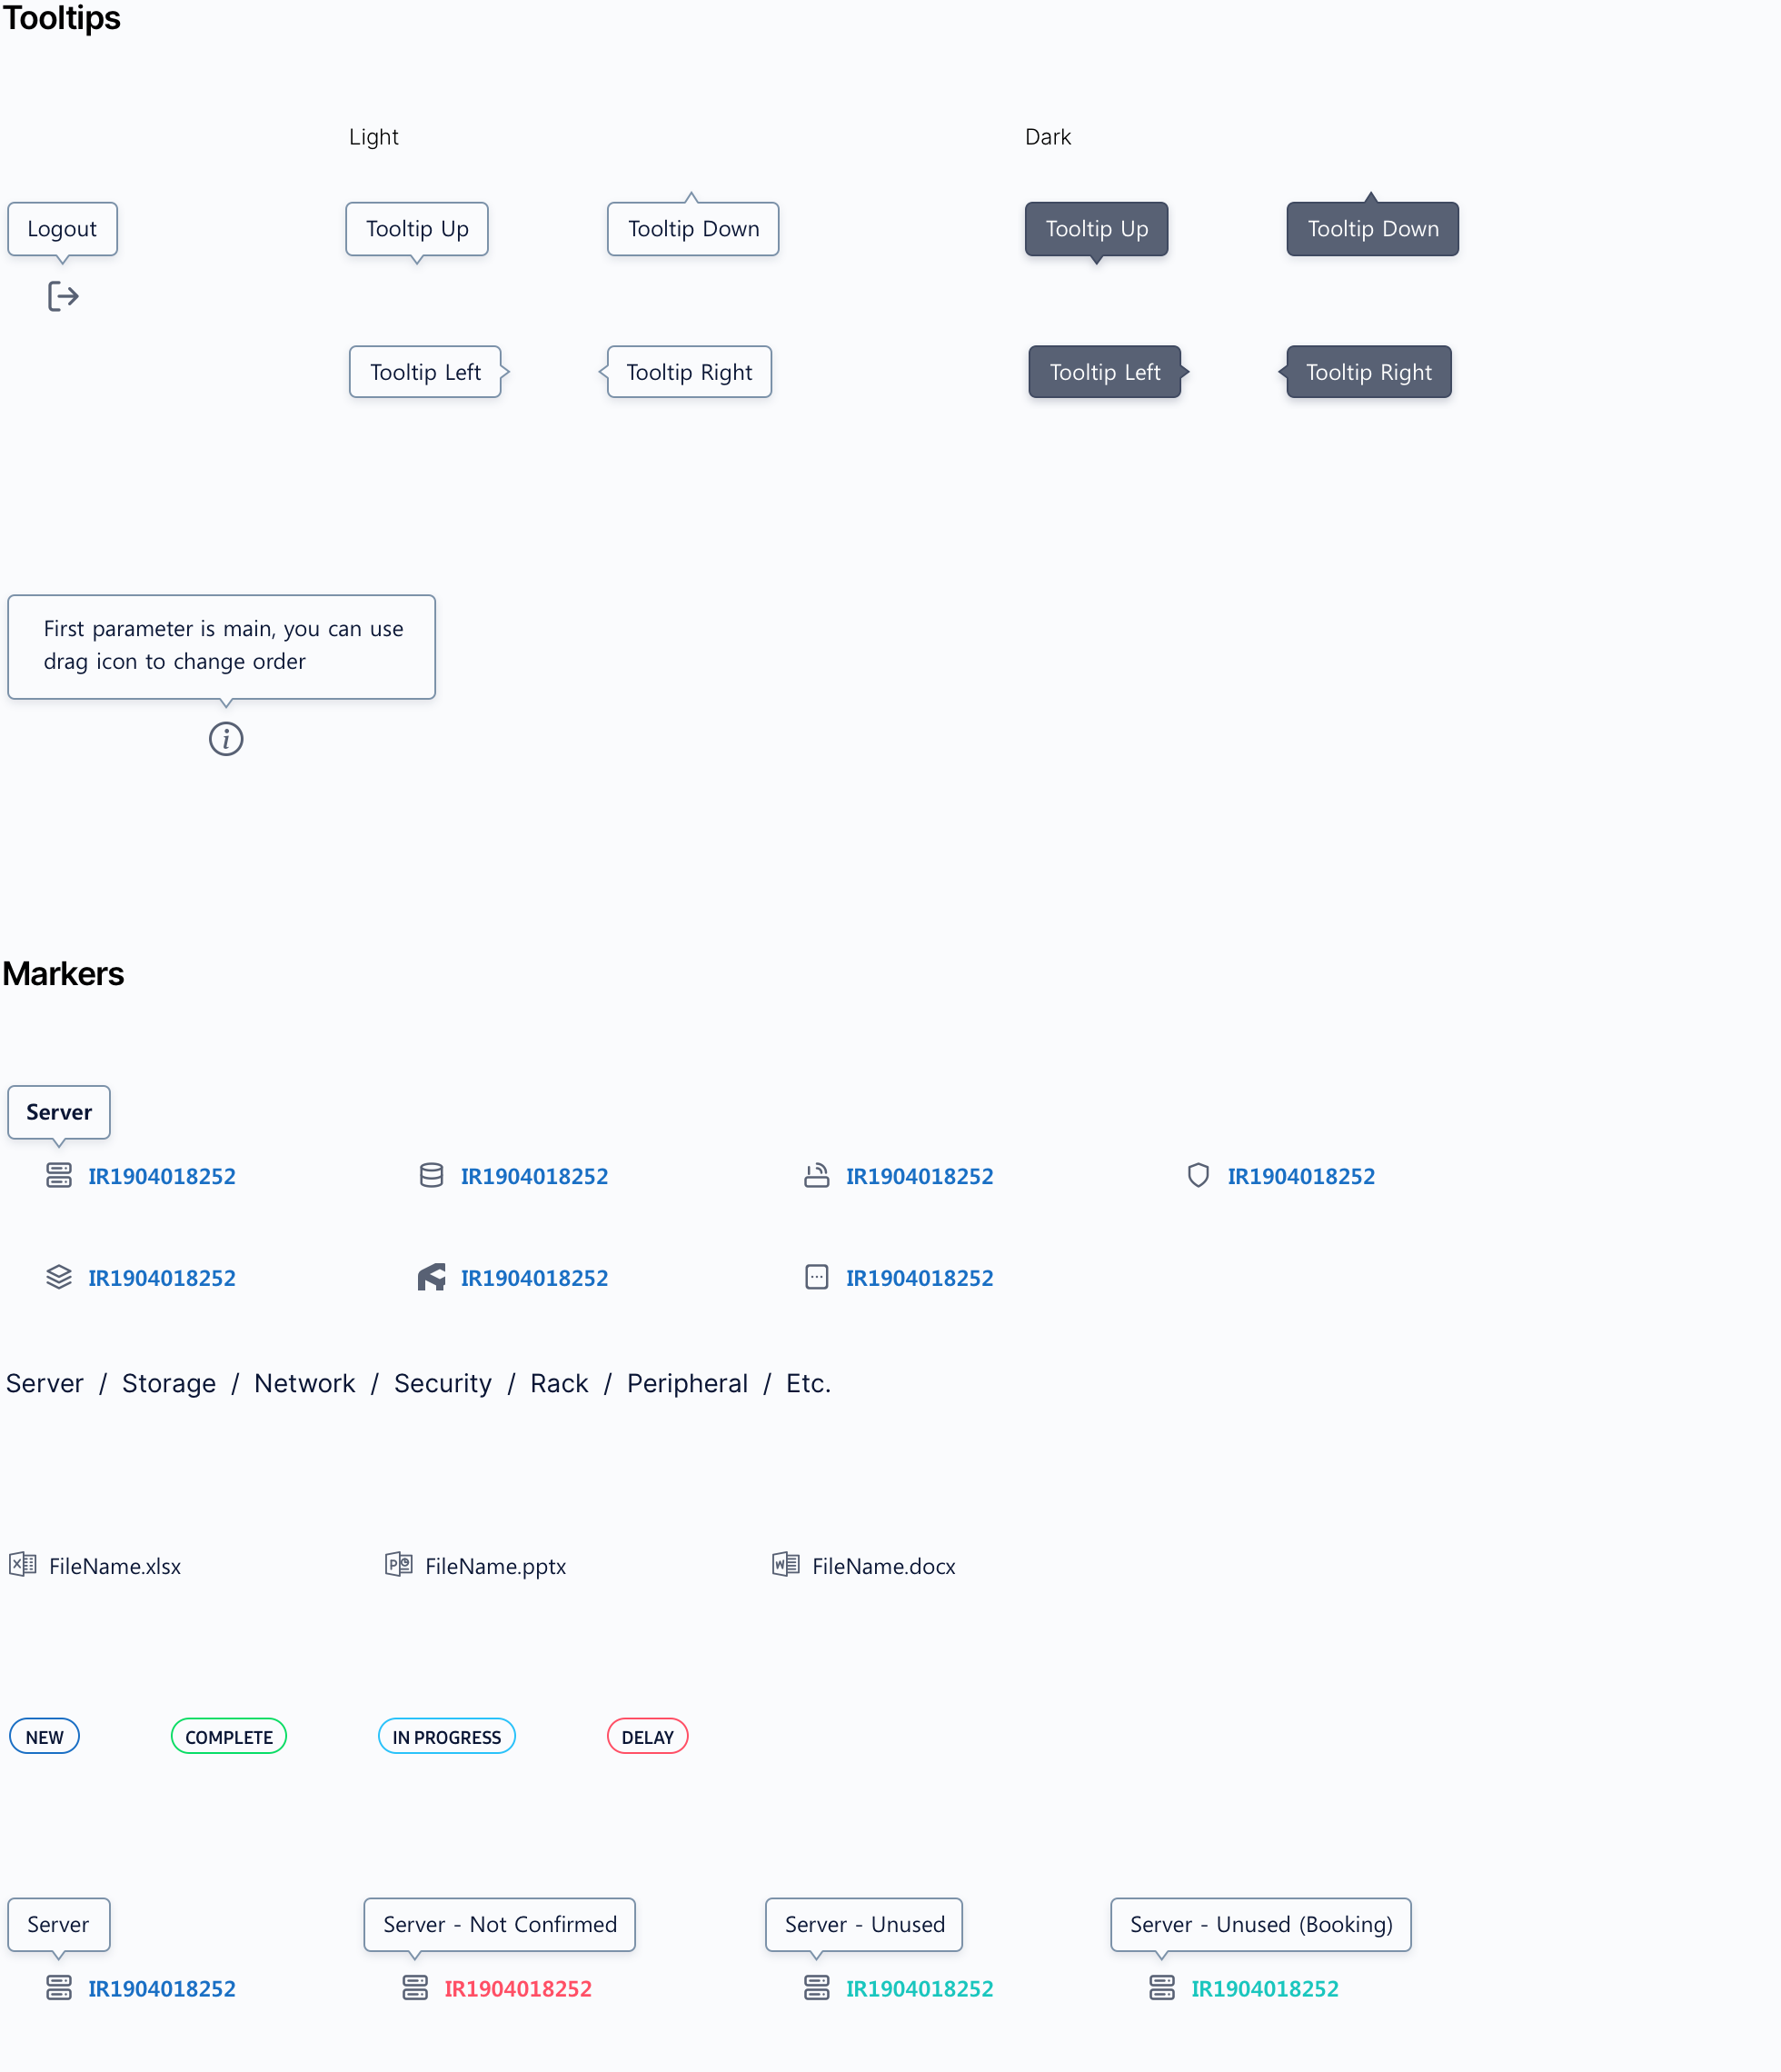 Tooltips
Light
Dark
Logout
Tooltip Up
Tooltip Down
Tooltip Up
Tooltip Down
Tooltip Left
Tooltip Right
Tooltip Left
Tooltip Right
First parameter is main, you can use
drag icon to change order
Markers
Server
IR1904018252
IR1904018252
IR1904018252
IR1904018252
IR1904018252
IR1904018252
IR1904018252
Server / Storage / Network / Security / Rack / Peripheral / Etc.
FileName.xlsx
FileName.pptx
FileName.docx
NEW
COMPLETE
IN PROGRESS
DELAY
Server
Server - Not Confirmed
Server - Unused
Server - Unused (Booking)
IR1904018252
IR1904018252
IR1904018252
IR1904018252